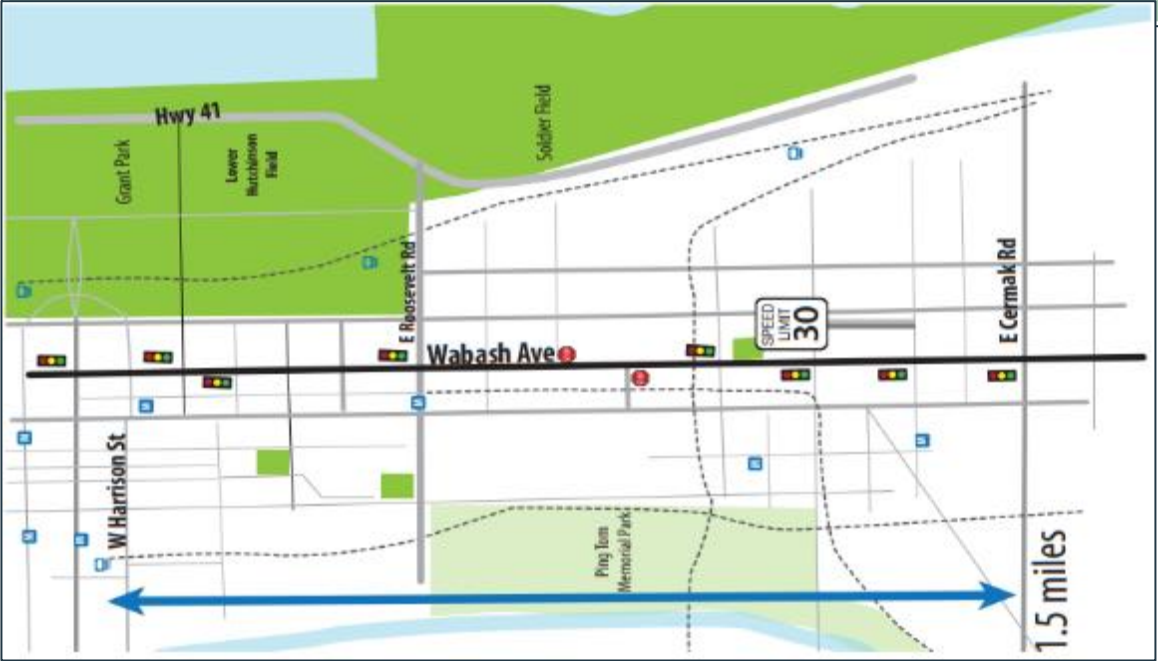 Hwy 41
Grant Park
Lower
Hutchinson
Field
Soldier Field
E Roosevelt Rd
SPEED
LIMIT
30
E Cermak Rd
Wabash Ave
W Harrison St
Ping Tom
Memorial Park
1.5 miles